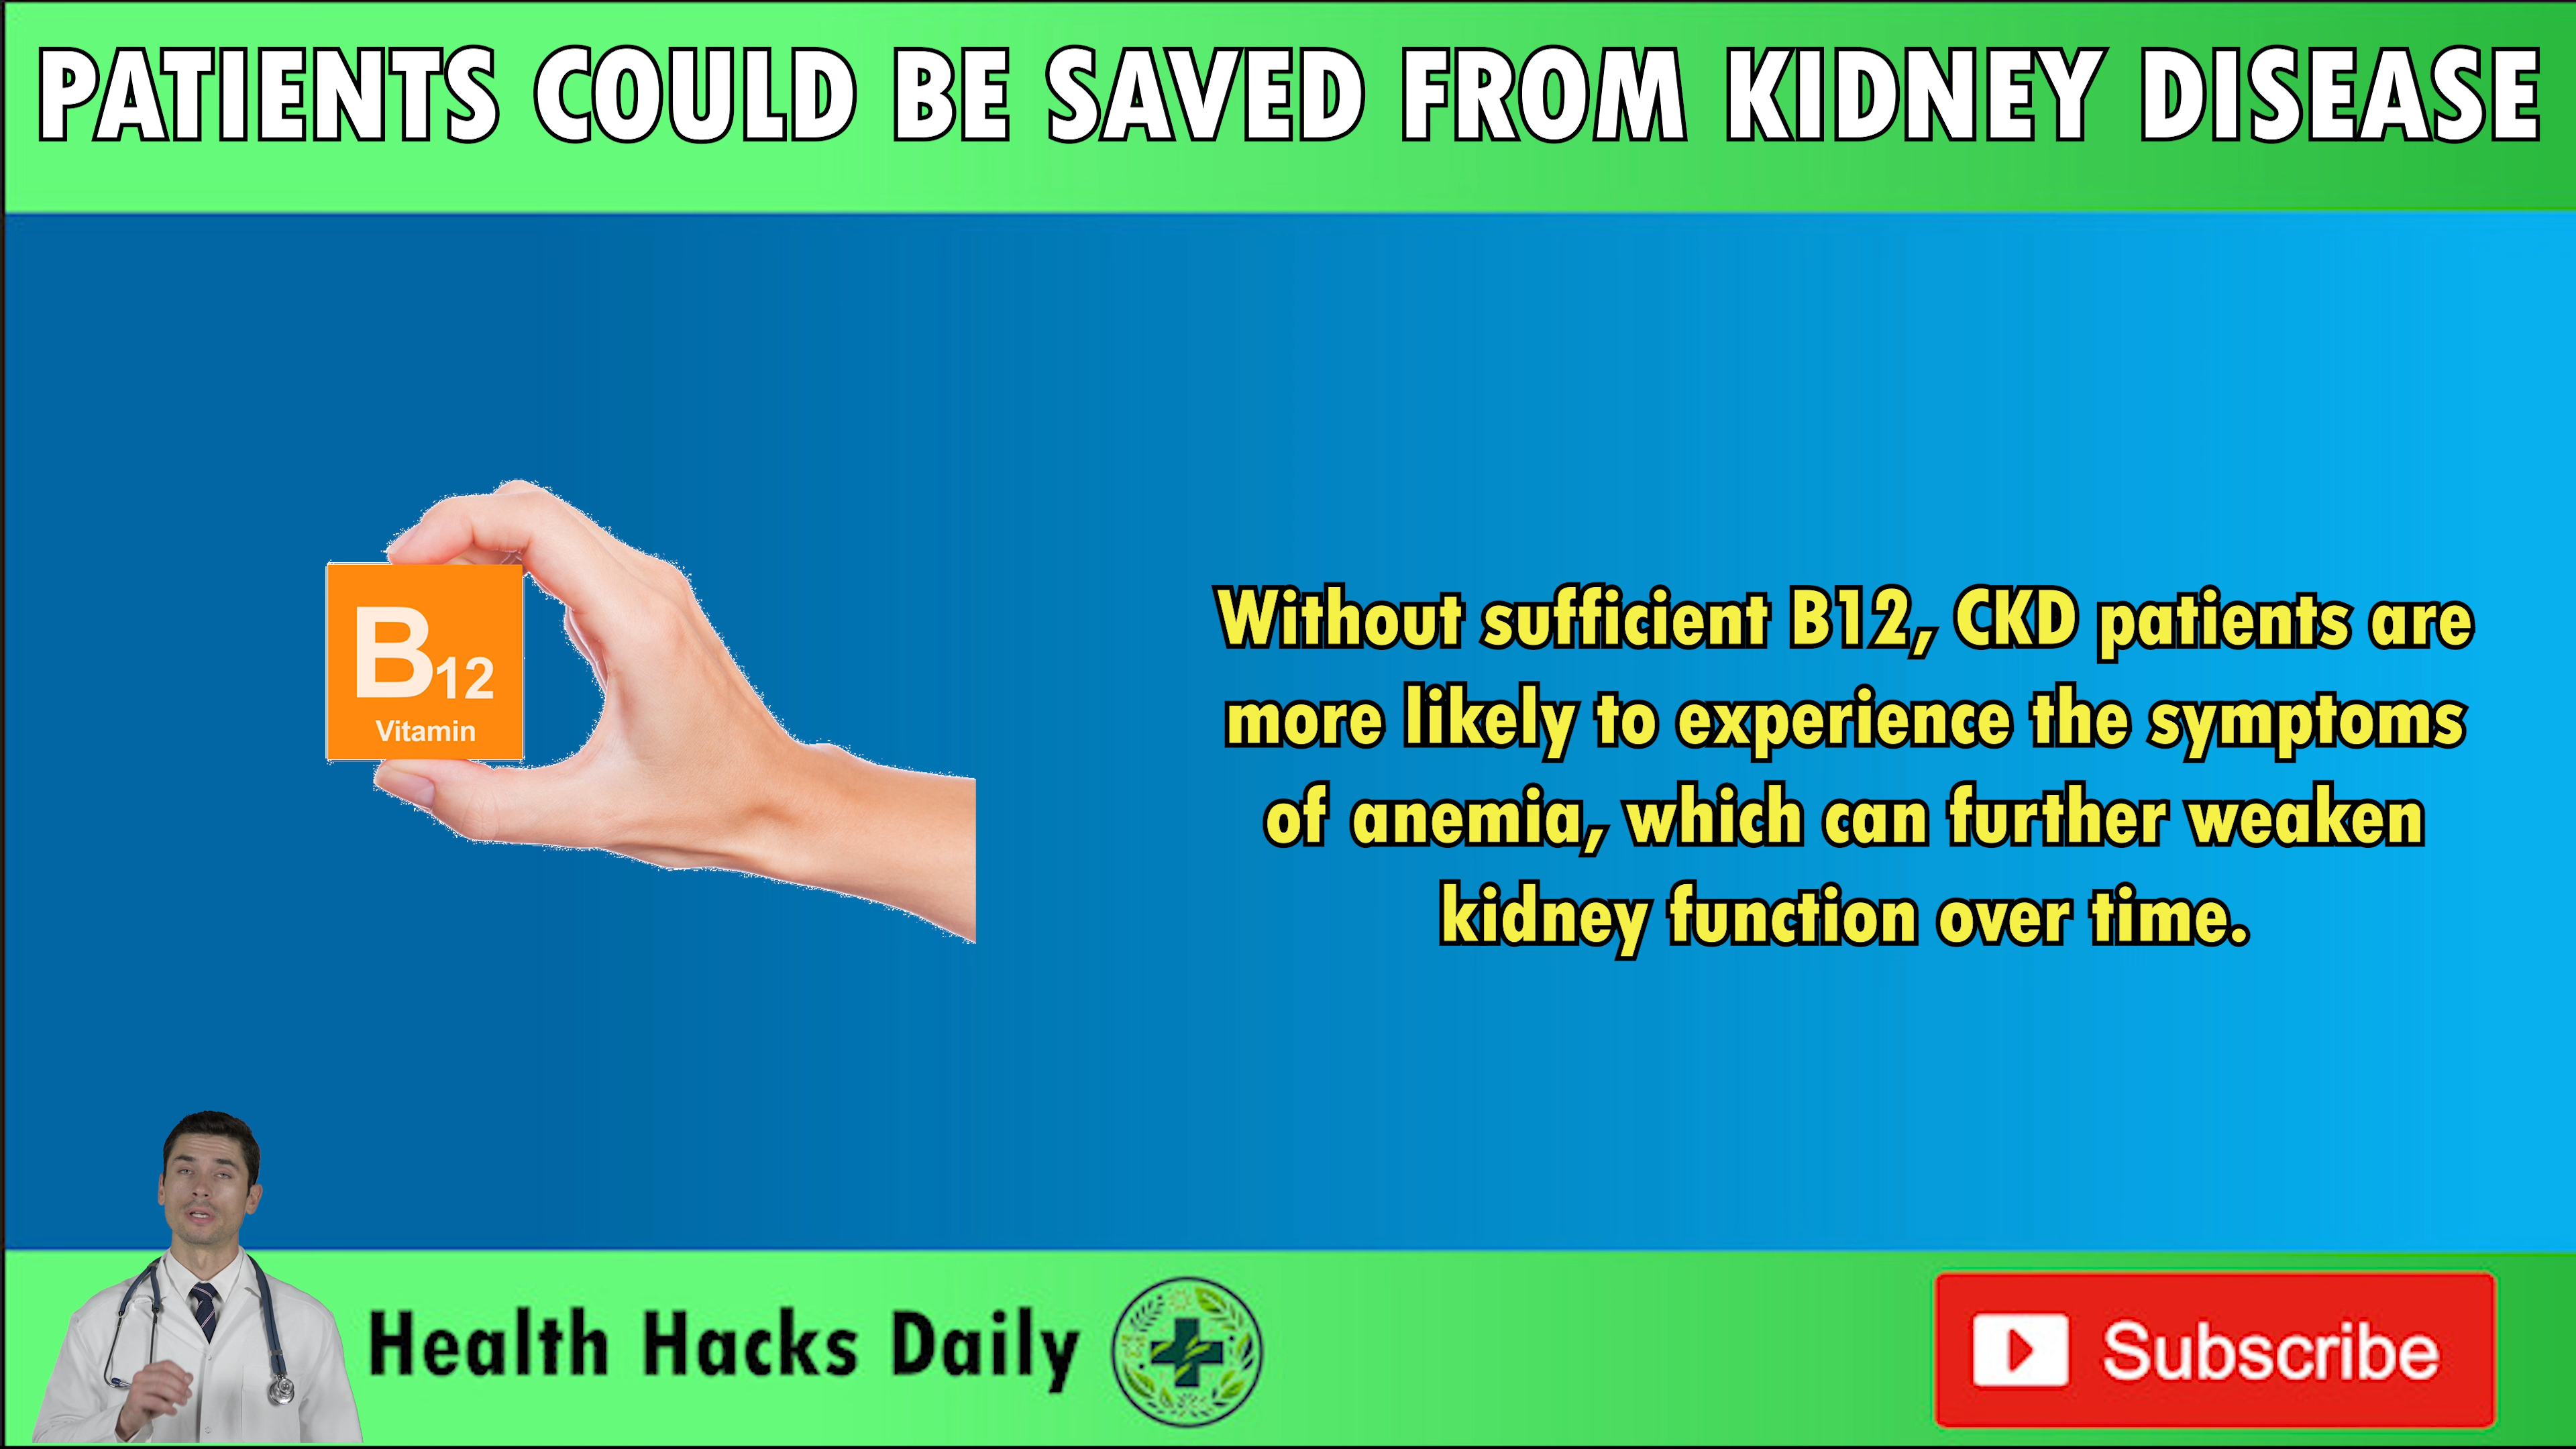 PATIENTS COULD BE SAVED FROM KIDNEY DISEASE
B12
Vitamin
Without sufficient B12, CKD patients are
more likely to experience the symptoms
of anemia, which can further weaken
kidney function over time.
Health Hacks Daily
Subscribe